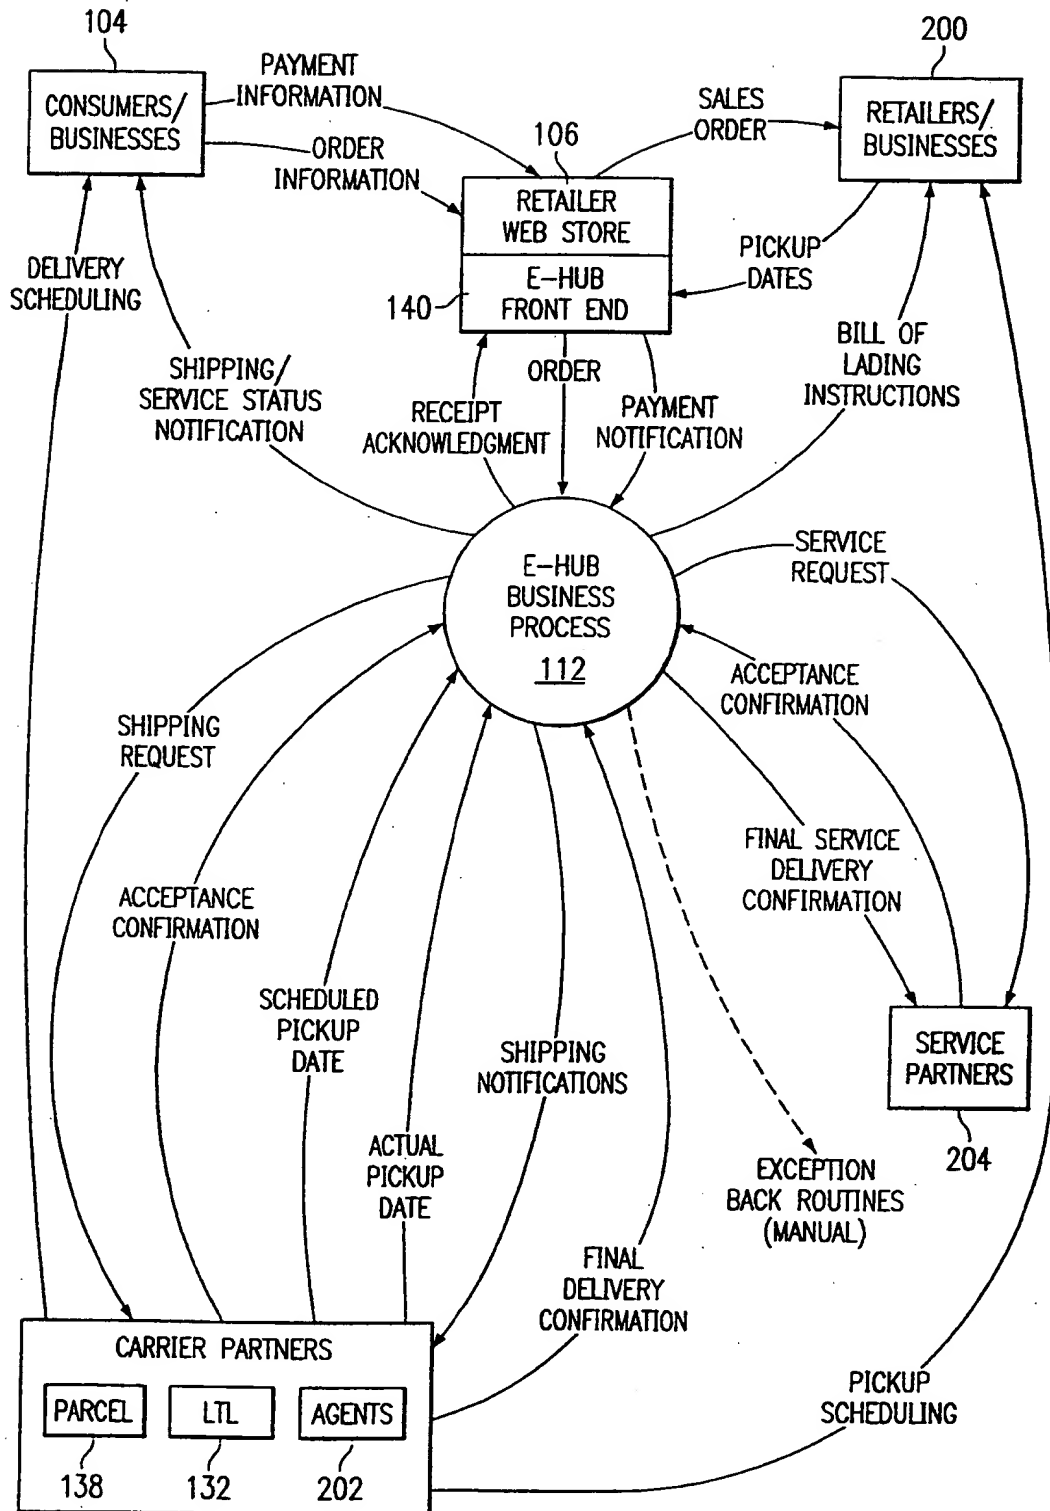 104
200
PAYMENT
INFORMATION
CONSUMERS/
BUSINESSES
SALES
ORDER
RETAILERS/
BUSINESSES
ORDER
INFORMATION
106
RETAILER
WEB STORE
E-HUB
FRONT END
140
PICKUP
DATES
DELIVERY
SCHEDULING
SHIPPING/
SERVICE STATUS
NOTIFICATION
RECEIPT
ACKNOWLEDGMENT
ORDER
PAYMENT
NOTIFICATION
BILL OF
LADING
INSTRUCTIONS
E-HUB
BUSINESS
PROCESS
112
SERVICE
REQUEST
ACCEPTANCE
CONFIRMATION
SHIPPING
REQUEST
FINAL SERVICE
DELIVERY
CONFIRMATION
ACCEPTANCE
CONFIRMATION
SCHEDULED
PICKUP
DATE
SHIPPING
NOTIFICATIONS
SERVICE
PARTNERS
204
ACTUAL
PICKUP
DATE
EXCEPTION
BACK ROUTINES
(MANUAL)
FINAL
DELIVERY
CONFIRMATION
CARRIER PARTNERS
PARCEL
LTL
AGENTS
138
132
202
PICKUP
SCHEDULING